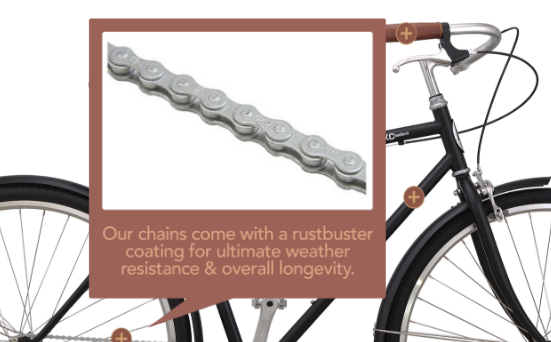 Our chains come with a rustbuster
coating for ultimate weather
resistance & overall longevity.